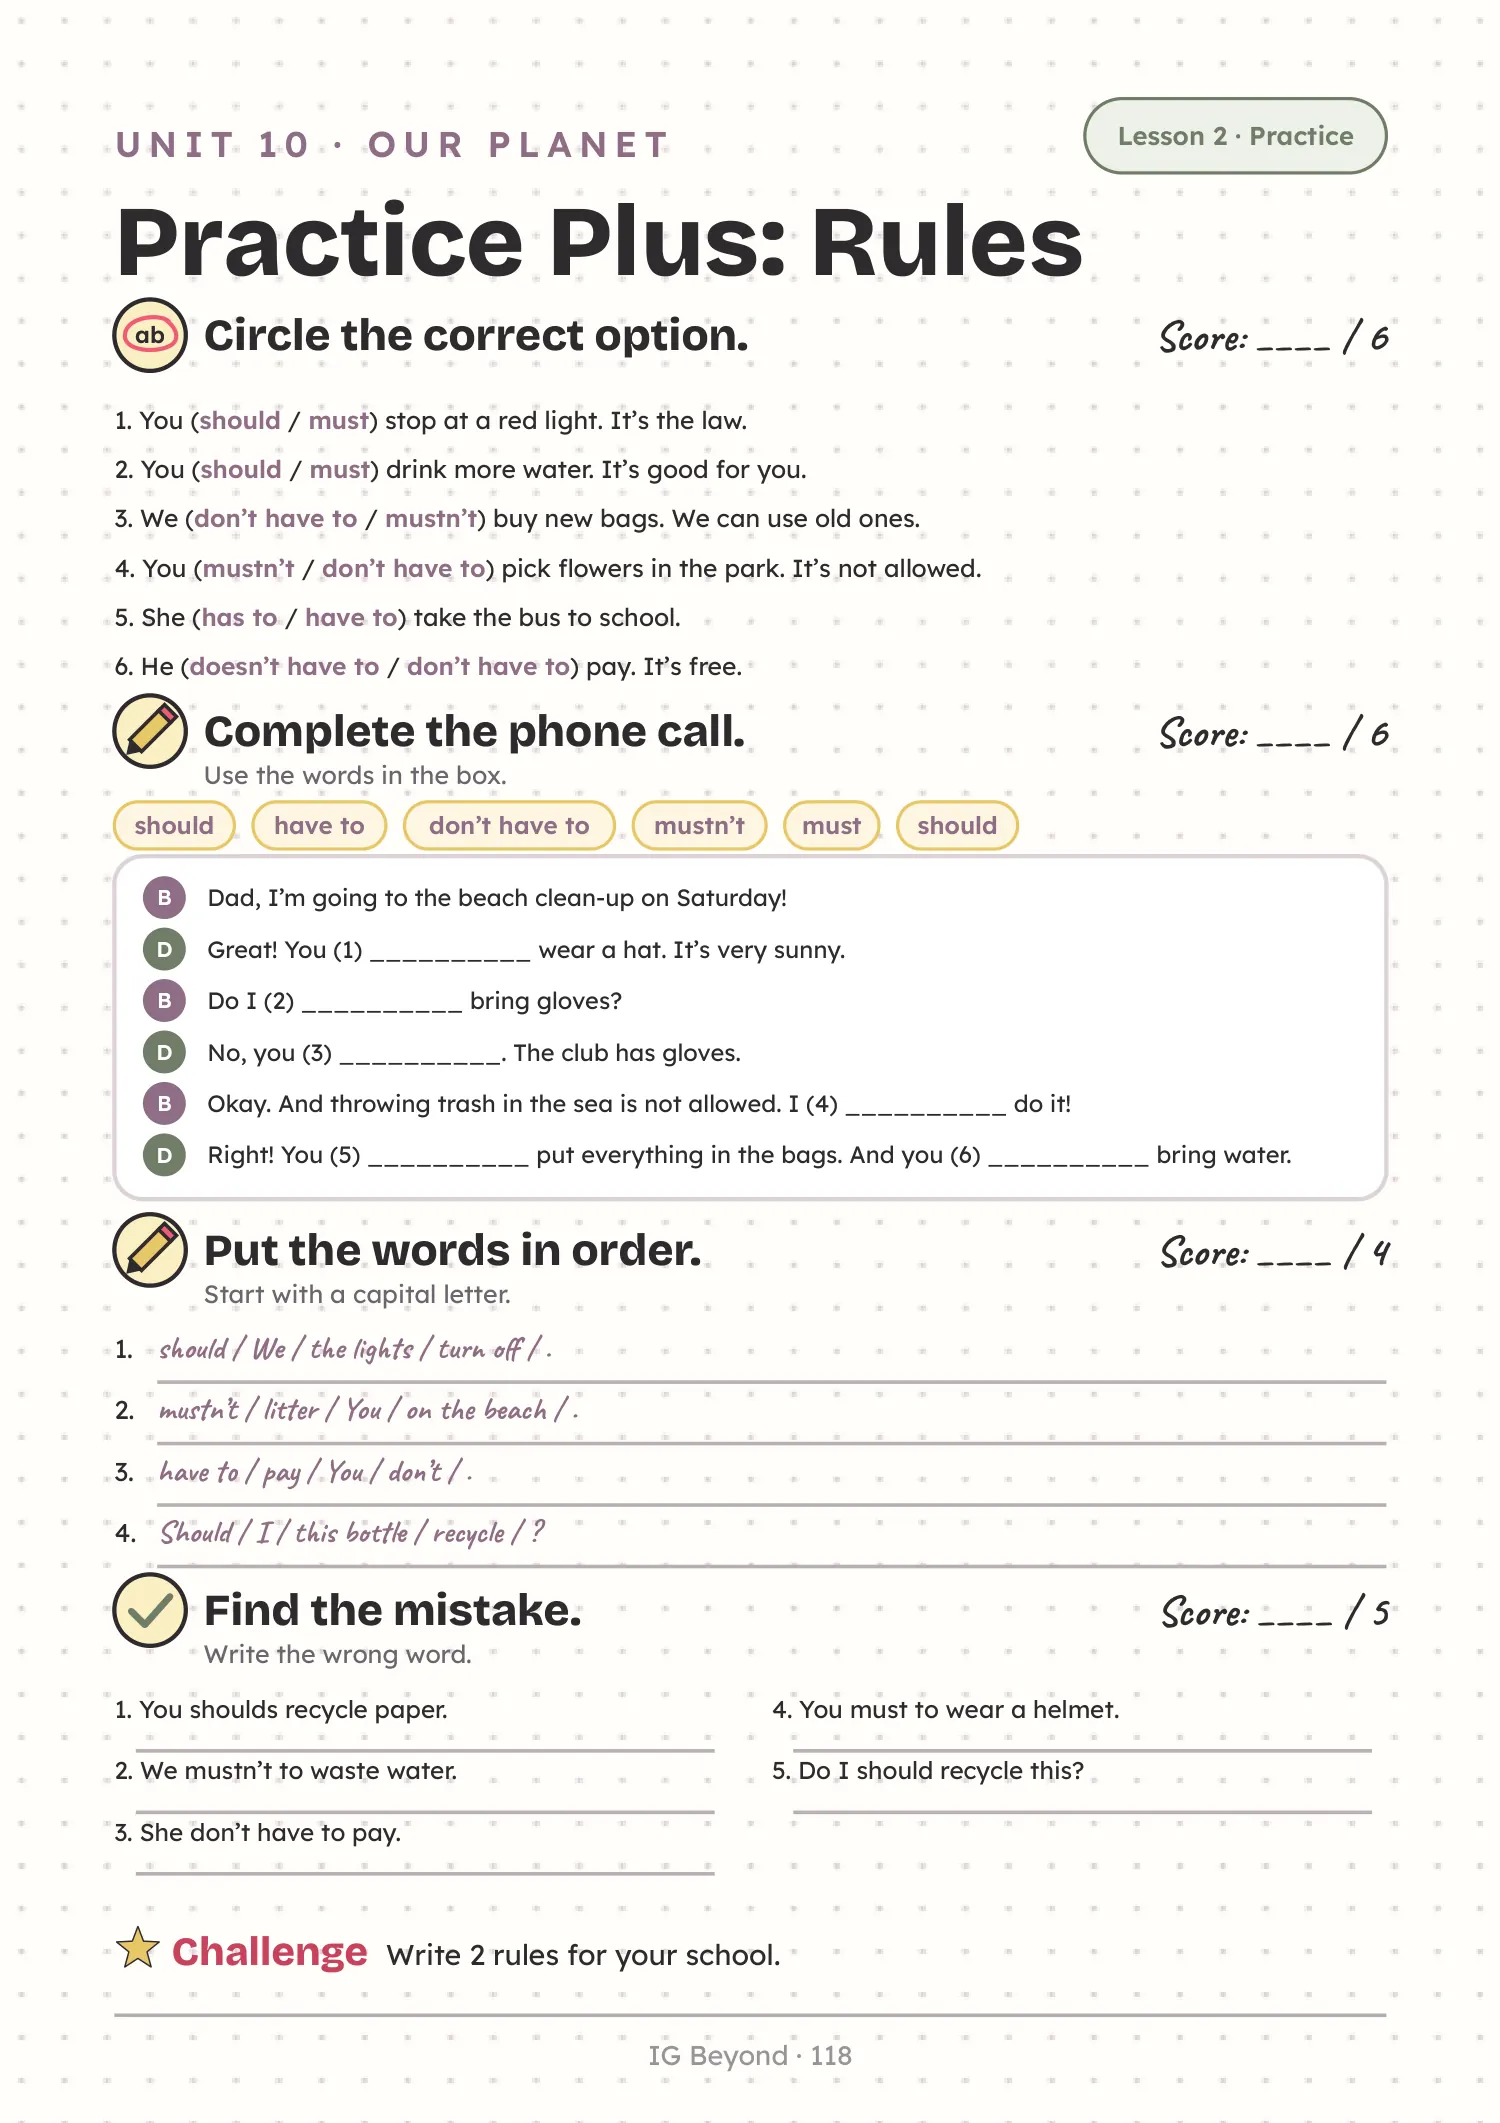 UNIT 10 · OUR PLANET
Lesson 2 · Practice
Practice Plus: Rules
ab
Circle the correct option.
Score: ____ / 6
1. You (should / must) stop at a red light. It’s the law.
2. You (should / must) drink more water. It’s good for you.
3. We (don’t have to / mustn’t) buy new bags. We can use old ones.
4. You (mustn’t / don’t have to) pick flowers in the park. It’s not allowed.
5. She (has to / have to) take the bus to school.
6. He (doesn’t have to / don’t have to) pay. It’s free.
Complete the phone call.
Score: ____ / 6
Use the words in the box.
should have to don’t have to mustn’t must should
B Dad, I’m going to the beach clean-up on Saturday!
D Great! You (1) __________ wear a hat. It’s very sunny.
B Do I (2) __________ bring gloves?
D No, you (3) __________. The club has gloves.
B Okay. And throwing trash in the sea is not allowed. I (4) __________ do it!
D Right! You (5) __________ put everything in the bags. And you (6) __________ bring water.
Put the words in order.
Score: ____ / 4
Start with a capital letter.
1. should / We / the lights / turn off / .
2. mustn’t / litter / You / on the beach / .
3. have to / pay / You / don’t / .
4. Should / I / this bottle / recycle / ?
Find the mistake.
Score: ____ / 5
Write the wrong word.
1. You shoulds recycle paper.
2. We mustn’t to waste water.
3. She don’t have to pay.
4. You must to wear a helmet.
5. Do I should recycle this?
Challenge Write 2 rules for your school.
IG Beyond · 118